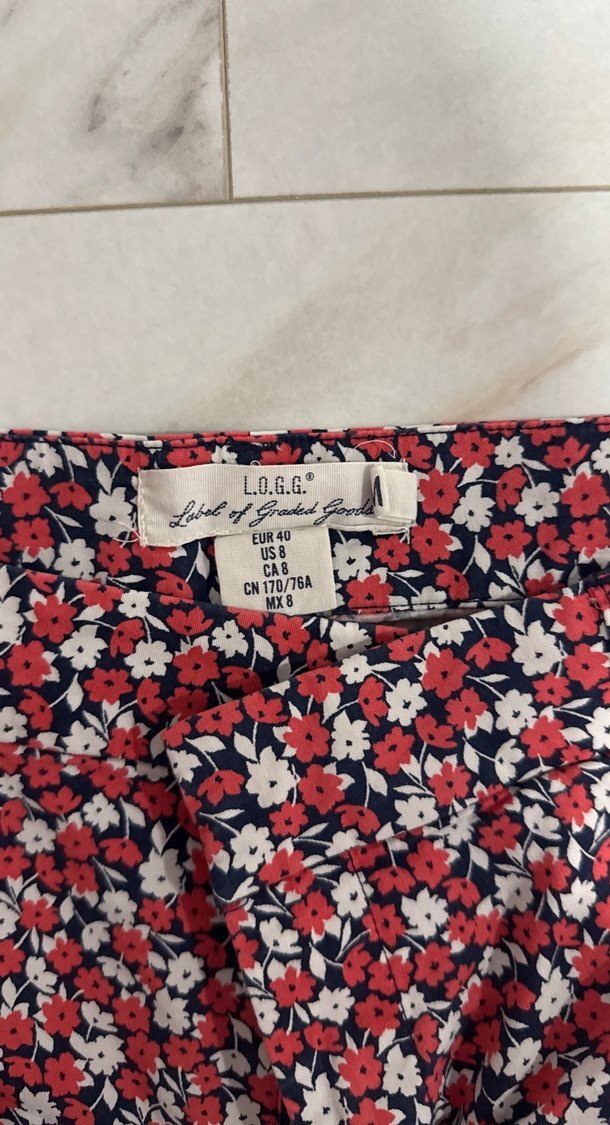 L.O.G.G.®
Label of Graded Goods
EUR 40
US 8
CA 8
CN 170/76A
MX 8